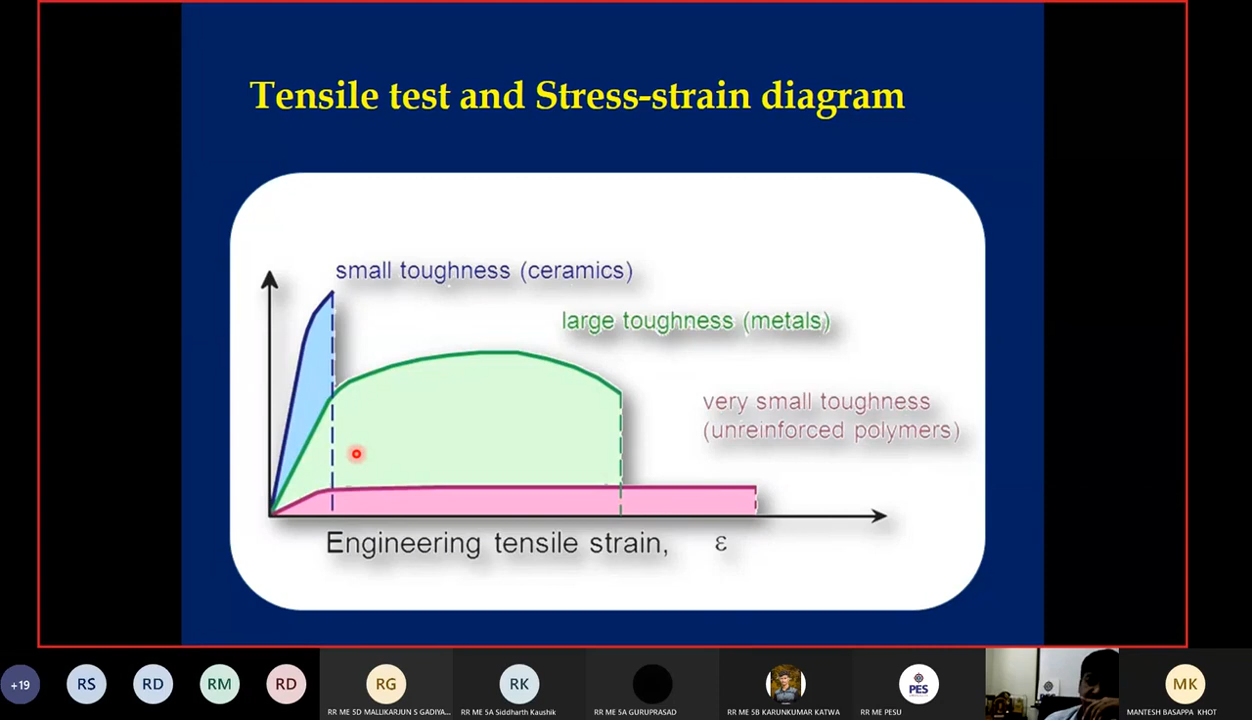 Tensile test and Stress-strain diagram
small toughness (ceramics)
large toughness (metals)
very small toughness
(unreinforced polymers)
Engineering tensile strain, ε
+19
RS
RD
RM
RD
RG
RK
PES
MK
RR ME 5D MALLIKARJUN S GADIYA...
RR ME 5A Siddharth Kaushik
RR ME 5A GURUPRASAD
RR ME 5B KARUNKUMAR KATWA
RR ME PESU
MANTESH BASAPPA KHOT